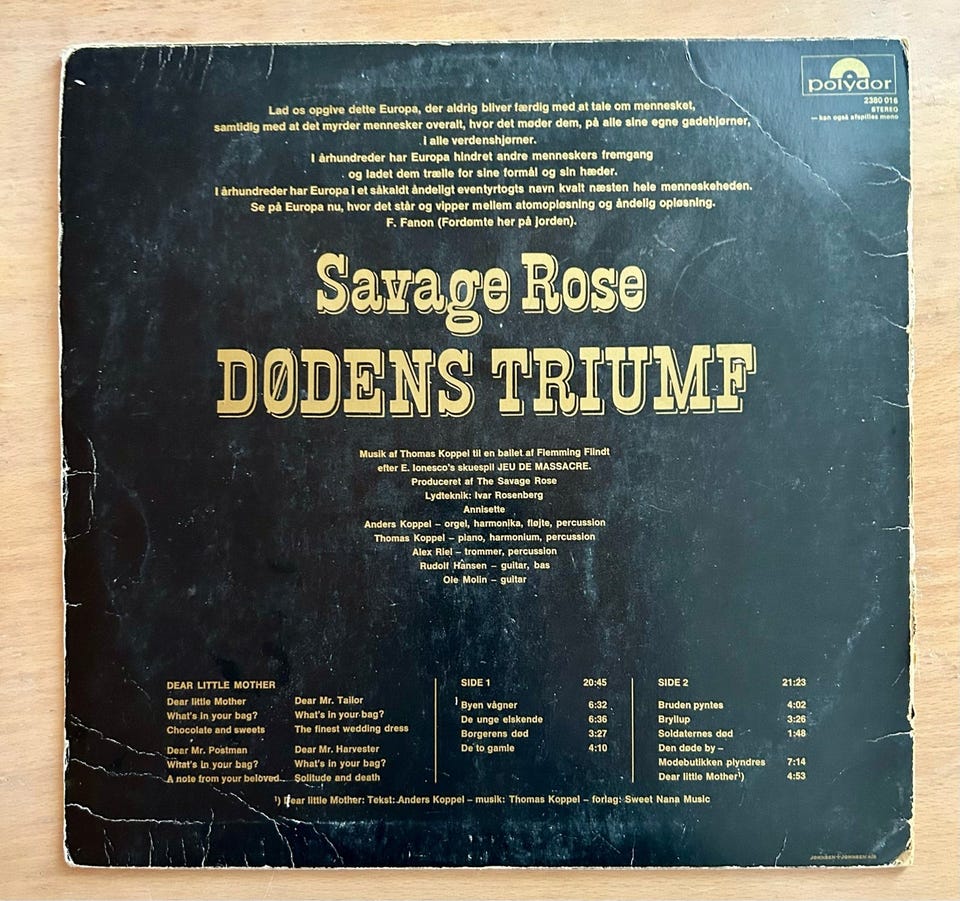 polydor
2380 016
STEREO
— kan også afspilles mono
Lad os opgive dette Europa, der aldrig bliver færdig med at tale om mennesket,
samtidig med at det myrder mennesker overalt, hvor det møder dem, på alle sine egne gadehjørner,
i alle verdenshjørner.
I århundreder har Europa hindret andre menneskers fremgang
og ladet dem trælle for sine formål og sin hæder.
I århundreder har Europa i et såkaldt åndeligt eventyrtogts navn kvalt næsten hele menneskeheden.
Se på Europa nu, hvor det står og vipper mellem atomopløsning og åndelig opløsning.
F. Fanon (Fordømte her på jorden).
Savage Rose
DØDENS TRIUMF
Musik af Thomas Koppel til en ballet af Flemming Flindt
efter E. Ionesco's skuespil JEU DE MASSACRE.
Produceret af The Savage Rose
Lydteknik: Ivar Rosenberg
Annisette
Anders Koppel – orgel, harmonika, fløjte, percussion
Thomas Koppel – piano, harmonium, percussion
Alex Riel – trommer, percussion
Rudolf Hansen – guitar, bas
Ole Molin – guitar
DEAR LITTLE MOTHER
Dear little Mother
What's in your bag?
Chocolate and sweets
Dear Mr. Postman
What's in your bag?
A note from your beloved
Dear Mr. Tailor
What's in your bag?
The finest wedding dress
Dear Mr. Harvester
What's in your bag?
Solitude and death
SIDE 1 20:45
Byen vågner 6:32
De unge elskende 6:36
Borgerens død 3:27
De to gamle 4:10
SIDE 2 21:23
Bruden pyntes 4:02
Bryllup 3:26
Soldaternes død 1:48
Den døde by –
Modebutikken plyndres 7:14
Dear little Mother¹) 4:53
¹) Dear little Mother: Tekst: Anders Koppel – musik: Thomas Koppel – forlag: Sweet Nana Music
JOHNSEN+JOHNSEN A/S